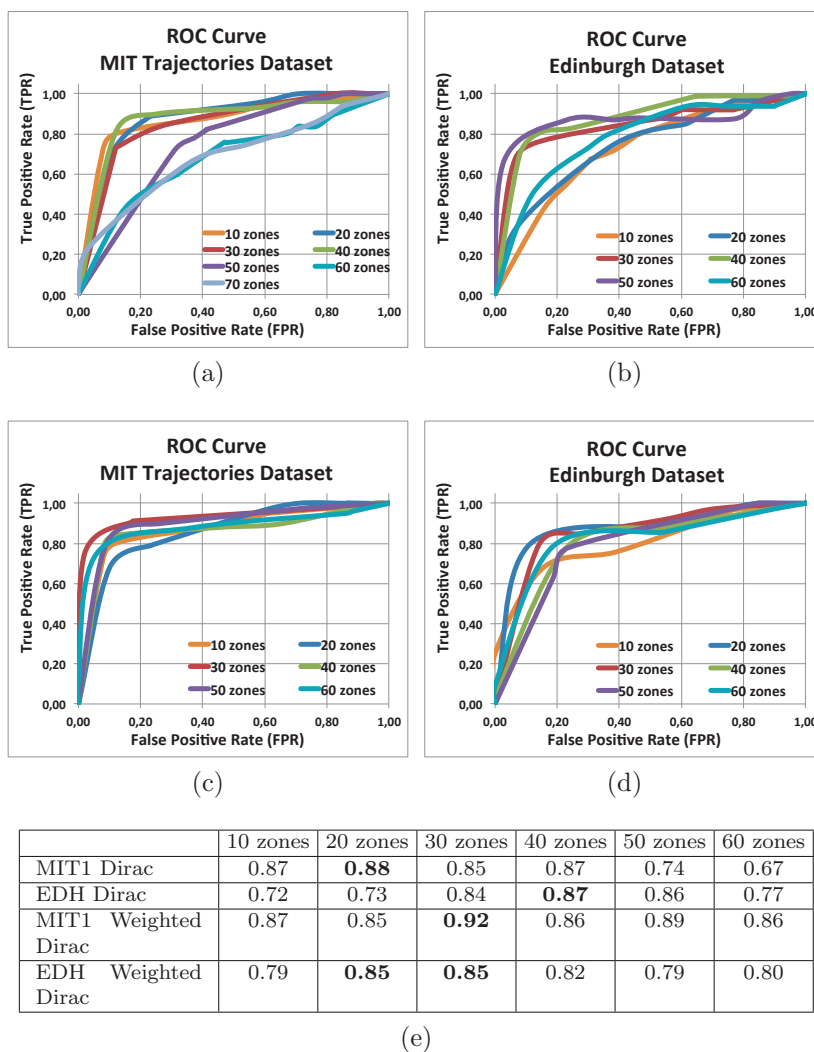 ROC Curve
MIT Trajectories Dataset
True Positive Rate (TPR)
1,00
0,80
0,60
0,40
0,20
0,00
10 zones
20 zones
30 zones
40 zones
50 zones
60 zones
70 zones
0,00 0,20 0,40 0,60 0,80 1,00
False Positive Rate (FPR)
(a)
ROC Curve
Edinburgh Dataset
True Positive Rate (TPR)
1,00
0,80
0,60
0,40
0,20
0,00
10 zones
20 zones
30 zones
40 zones
50 zones
60 zones
0,00 0,20 0,40 0,60 0,80 1,00
False Positive Rate (FPR)
(b)
ROC Curve
MIT Trajectories Dataset
True Positive Rate (TPR)
1,00
0,80
0,60
0,40
0,20
0,00
10 zones
20 zones
30 zones
40 zones
50 zones
60 zones
0,00 0,20 0,40 0,60 0,80 1,00
False Positive Rate (FPR)
(c)
ROC Curve
Edinburgh Dataset
True Positive Rate (TPR)
1,00
0,80
0,60
0,40
0,20
0,00
10 zones
20 zones
30 zones
40 zones
50 zones
60 zones
0,00 0,20 0,40 0,60 0,80 1,00
False Positive Rate (FPR)
(d)
10 zones 20 zones 30 zones 40 zones 50 zones 60 zones
MIT1 Dirac 0.87 0.88 0.85 0.87 0.74 0.67
EDH Dirac 0.72 0.73 0.84 0.87 0.86 0.77
MIT1 Weighted 0.87 0.85 0.92 0.86 0.89 0.86
Dirac
EDH Weighted 0.79 0.85 0.85 0.82 0.79 0.80
Dirac
(e)